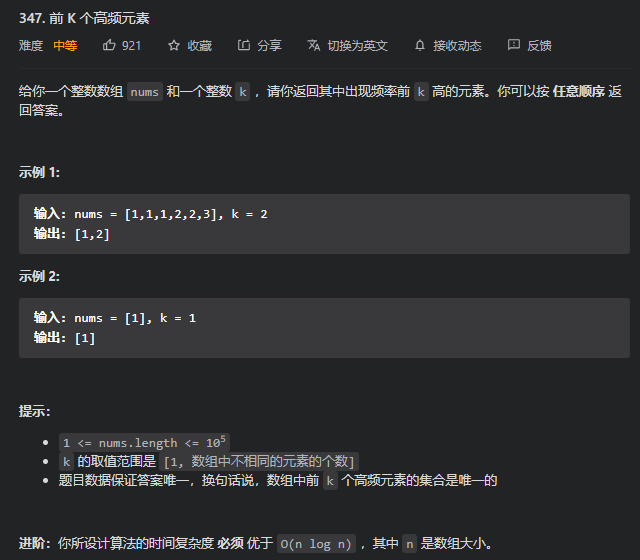 347. 前 K 个高频元素
难度 中等 921 收藏 分享 切换为英文 接收动态 反馈
给你一个整数数组 nums 和一个整数 k ，请你返回其中出现频率前 k 高的元素。你可以按 任意顺序 返
回答案。
示例 1:
输入: nums = [1,1,1,2,2,3], k = 2
输出: [1,2]
示例 2:
输入: nums = [1], k = 1
输出: [1]
提示：
• 1 <= nums.length <= 10⁵
• k 的取值范围是 [1, 数组中不相同的元素的个数]
• 题目数据保证答案唯一，换句话说，数组中前 k 个高频元素的集合是唯一的
进阶：你所设计算法的时间复杂度 必须 优于 O(n log n) ，其中 n 是数组大小。